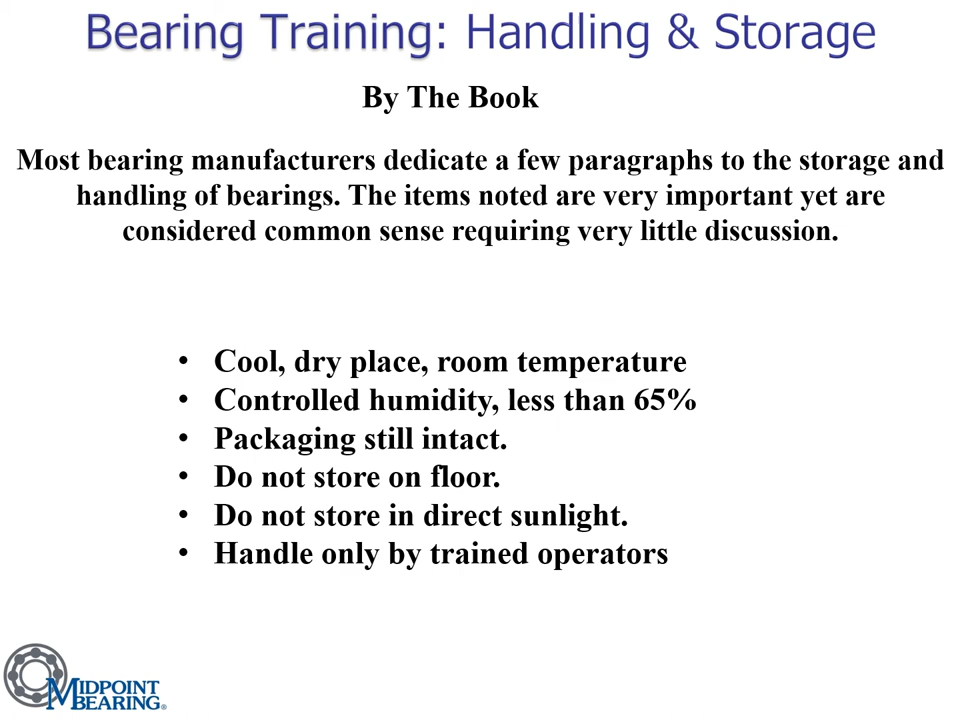 Bearing Training: Handling & Storage
By The Book
Most bearing manufacturers dedicate a few paragraphs to the storage and
handling of bearings. The items noted are very important yet are
considered common sense requiring very little discussion.
• Cool, dry place, room temperature
• Controlled humidity, less than 65%
• Packaging still intact.
• Do not store on floor.
• Do not store in direct sunlight.
• Handle only by trained operators
MIDPOINT
BEARING®